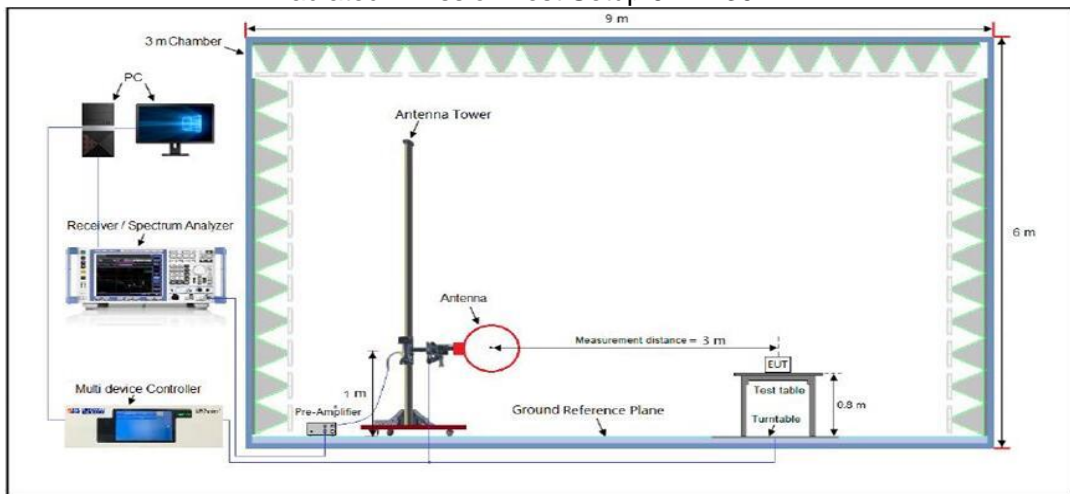 9 m
3 m Chamber
PC
Antenna Tower
Receiver / Spectrum Analyzer
6 m
Antenna
Measurement distance = 3 m
EUT
Multi device Controller
1 m
Pre-Amplifier
Test table
0.8 m
Ground Reference Plane
Turntable